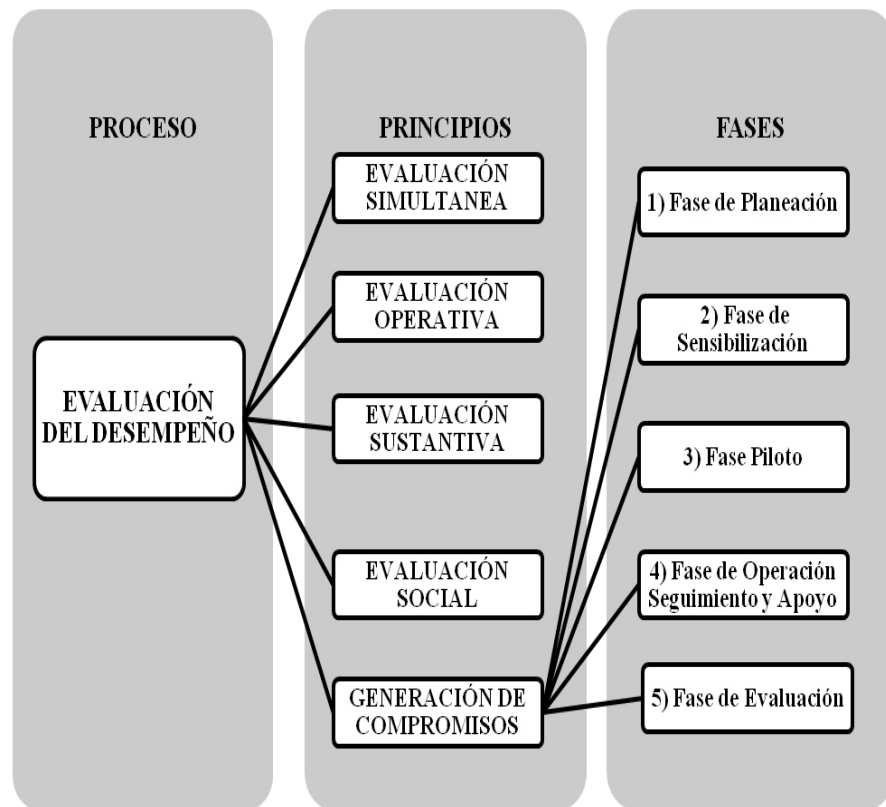 PROCESO
EVALUACIÓN
DEL DESEMPEÑO
PRINCIPIOS
EVALUACIÓN
SIMULTANEA
EVALUACIÓN
OPERATIVA
EVALUACIÓN
SUSTANTIVA
EVALUACIÓN
SOCIAL
GENERACIÓN DE
COMPROMISOS
FASES
1) Fase de Planeación
2) Fase de
Sensibilización
3) Fase Piloto
4) Fase de Operación
Seguimiento y Apoyo
5) Fase de Evaluación